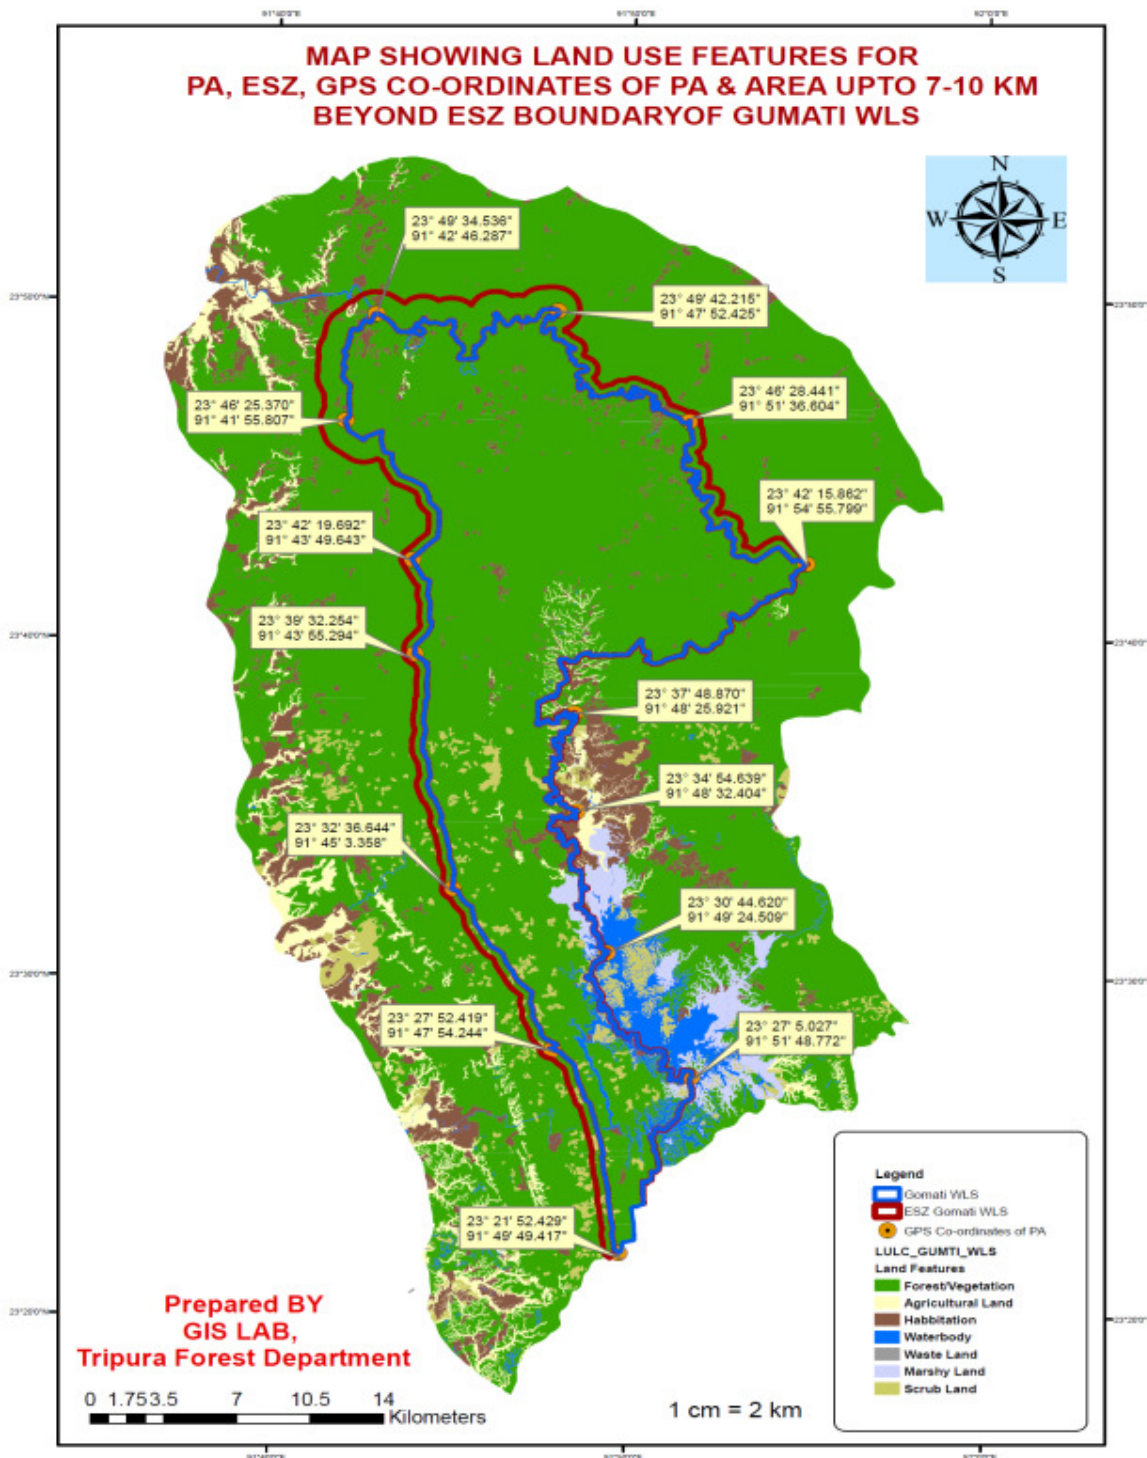 MAP SHOWING LAND USE FEATURES FOR
PA, ESZ, GPS CO-ORDINATES OF PA & AREA UPTO 7-10 KM
BEYOND ESZ BOUNDARYOF GUMATI WLS
N
W E
S
23° 49' 34.536"
91° 42' 46.287"
23° 49' 42.215"
91° 47' 52.425"
23° 46' 25.370"
91° 41' 55.807"
23° 46' 28.441"
91° 51' 36.604"
23° 42' 15.862"
91° 54' 55.799"
23° 42' 19.692"
91° 43' 49.643"
23° 39' 32.254"
91° 43' 55.294"
23° 37' 48.870"
91° 48' 25.921"
23° 34' 54.639"
91° 48' 32.404"
23° 32' 36.644"
91° 45' 3.358"
23° 30' 44.620"
91° 49' 24.509"
23° 27' 52.419"
91° 47' 54.244"
23° 27' 5.027"
91° 51' 48.772"
23° 21' 52.429"
91° 49' 49.417"
Legend
Gomati WLS
ESZ Gomati WLS
GPS Co-ordinates of PA
LULC_GUMTI_WLS
Land Features
Forest/Vegetation
Agricultural Land
Habbitation
Waterbody
Waste Land
Marshy Land
Scrub Land
Prepared BY
GIS LAB,
Tripura Forest Department
0 1.753.5 7 10.5 14
Kilometers
1 cm = 2 km